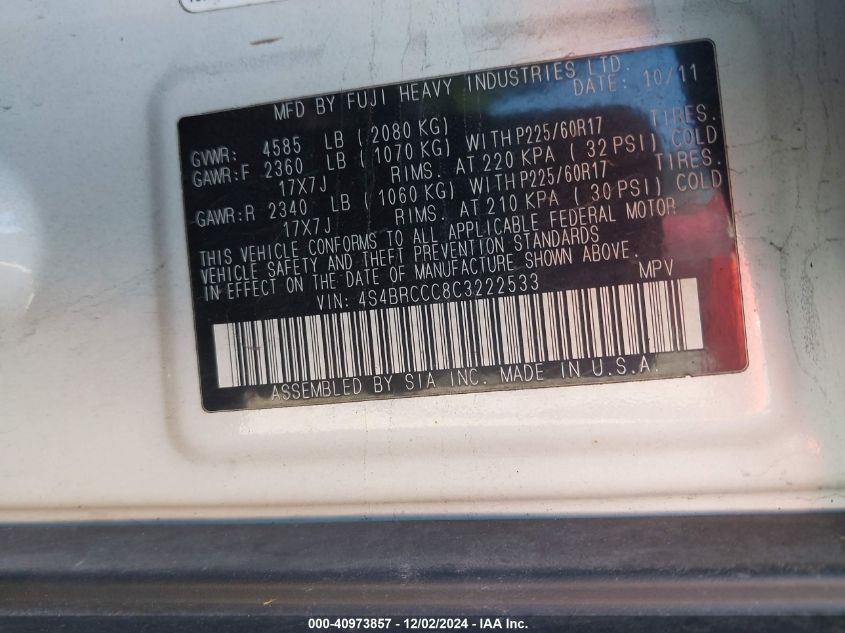 MFD BY FUJI HEAVY INDUSTRIES LTD.
DATE: 10/11
GVWR: 4585 LB (2080 KG)
GAWR:F 2360 LB (1070 KG) WITH P225/60R17 TIRES.
17X7J RIMS. AT 220 KPA (32 PSI) COLD
GAWR:R 2340 LB (1060 KG) WITH P225/60R17 TIRES.
17X7J RIMS. AT 210 KPA (30 PSI) COLD
THIS VEHICLE CONFORMS TO ALL APPLICABLE FEDERAL MOTOR
VEHICLE SAFETY AND THEFT PREVENTION STANDARDS
IN EFFECT ON THE DATE OF MANUFACTURE SHOWN ABOVE.
VIN: 4S4BRCCC8C3222533 MPV
ASSEMBLED BY SIA INC. MADE IN U.S.A.
000-40973857 - 12/02/2024 - IAA Inc.